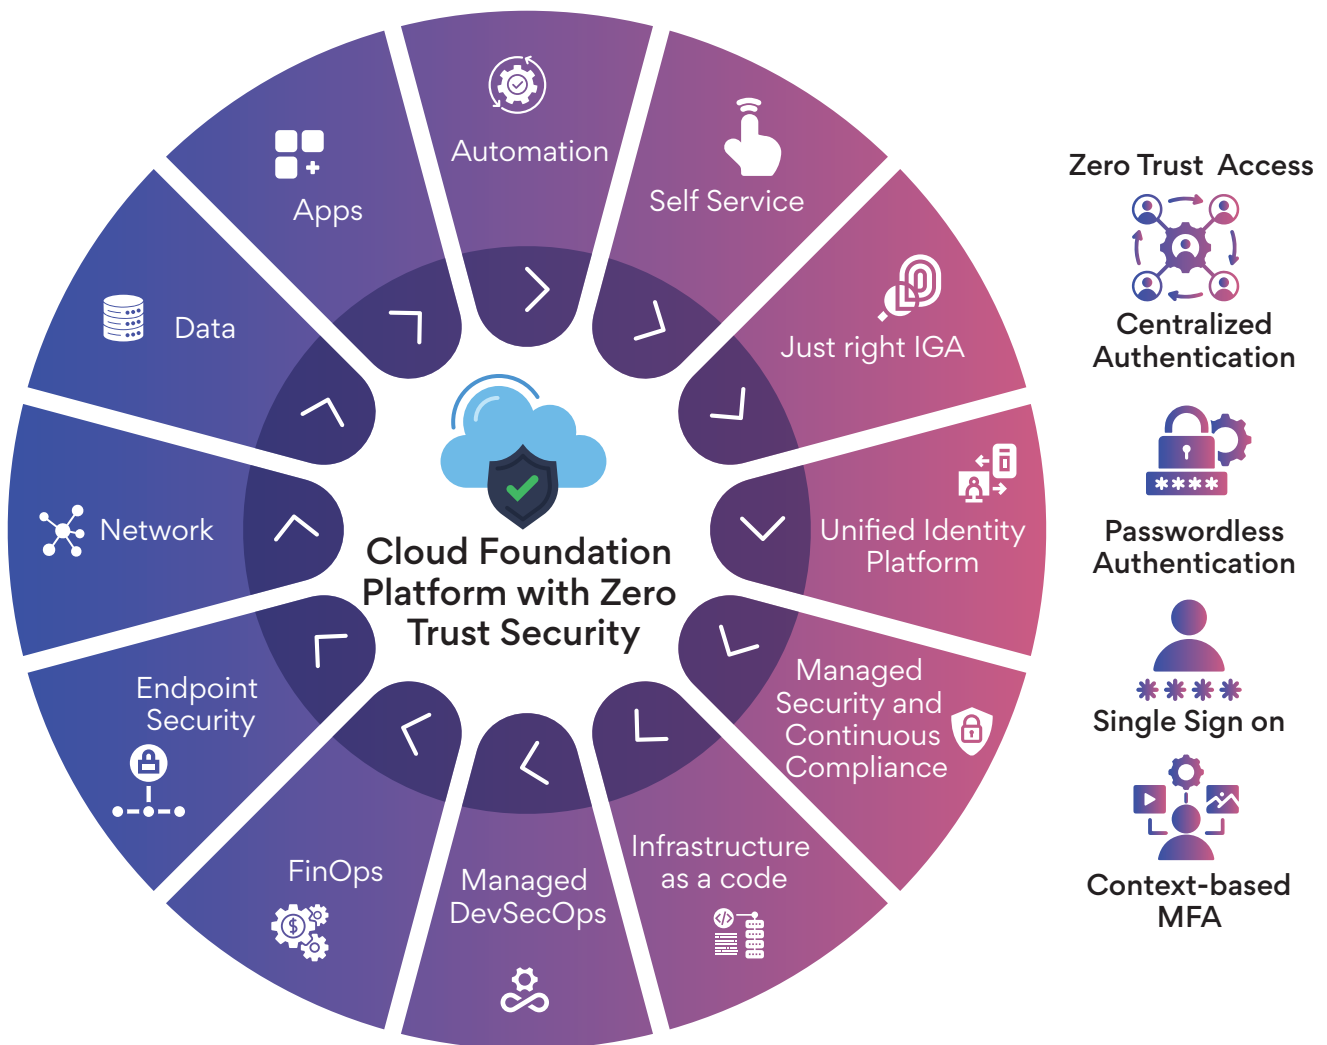 Automation
Self Service
Just right IGA
Unified Identity
Platform
Managed
Security and
Continuous
Compliance
Infrastructure
as a code
Managed
DevSecOps
FinOps
Endpoint
Security
Network
Data
Apps
Cloud Foundation
Platform with Zero
Trust Security
Zero Trust Access
Centralized
Authentication
Passwordless
Authentication
Single Sign on
Context-based
MFA